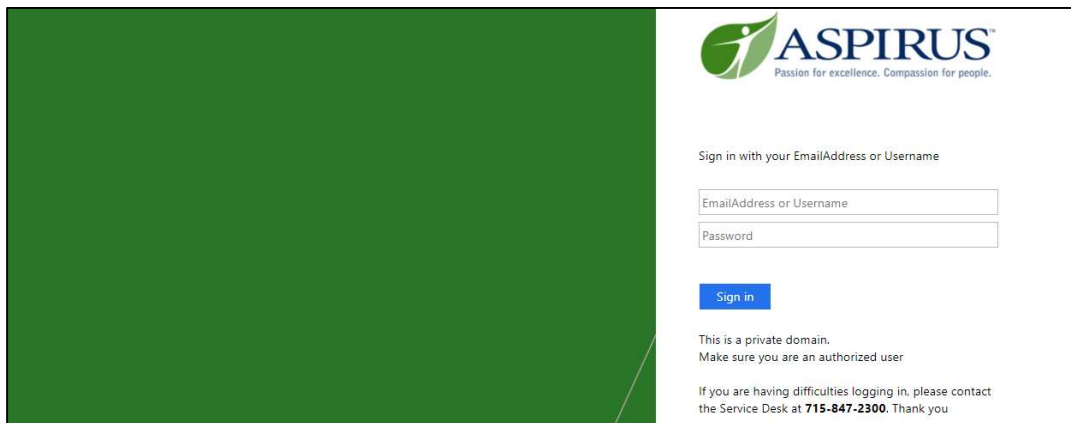 ASPIRUS™
Passion for excellence. Compassion for people.
Sign in with your EmailAddress or Username
EmailAddress or Username
Password
Sign in
This is a private domain.
Make sure you are an authorized user
If you are having difficulties logging in, please contact
the Service Desk at 715-847-2300. Thank you